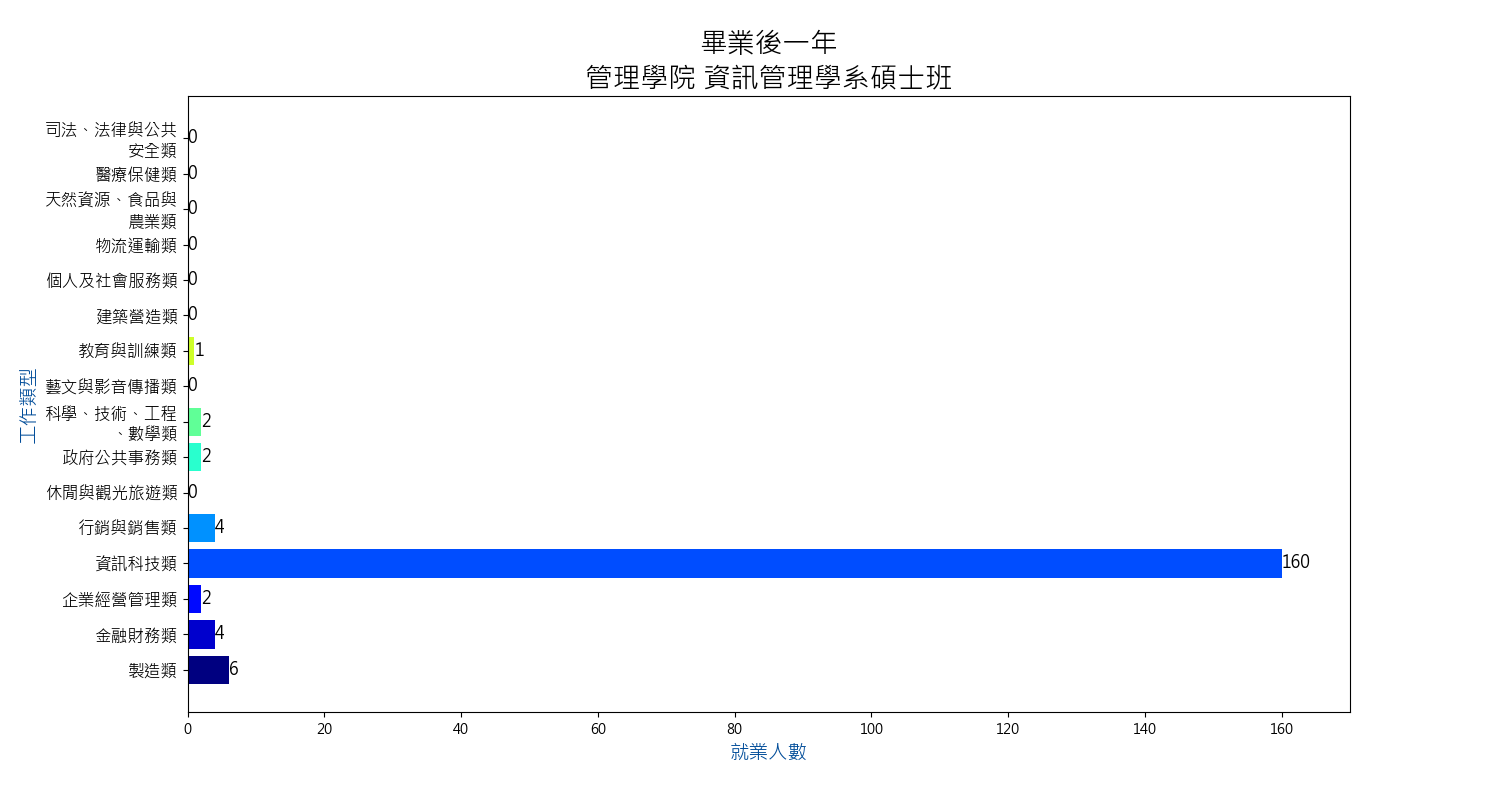 畢業後一年
管理學院 資訊管理學系碩士班
司法、法律與公共
安全類
0
醫療保健類
0
天然資源、食品與
農業類
0
物流運輸類
0
個人及社會服務類
0
建築營造類
0
教育與訓練類
1
藝文與影音傳播類
0
科學、技術、工程
、數學類
2
政府公共事務類
2
休閒與觀光旅遊類
0
行銷與銷售類
4
資訊科技類
160
企業經營管理類
2
金融財務類
4
製造類
6
工作類型
0 20 40 60 80 100 120 140 160
就業人數